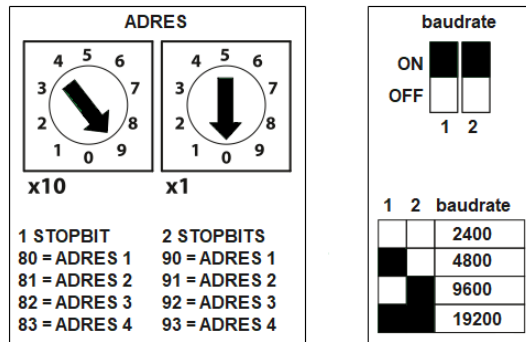 ADRES
4 5 6
3 7
2 8
1 0 9
x10
4 5 6
3 7
2 8
1 0 9
x1
1 STOPBIT
80 = ADRES 1
81 = ADRES 2
82 = ADRES 3
83 = ADRES 4
2 STOPBITS
90 = ADRES 1
91 = ADRES 2
92 = ADRES 3
93 = ADRES 4
baudrate
ON
OFF
1 2
1 2 baudrate
2400
4800
9600
19200